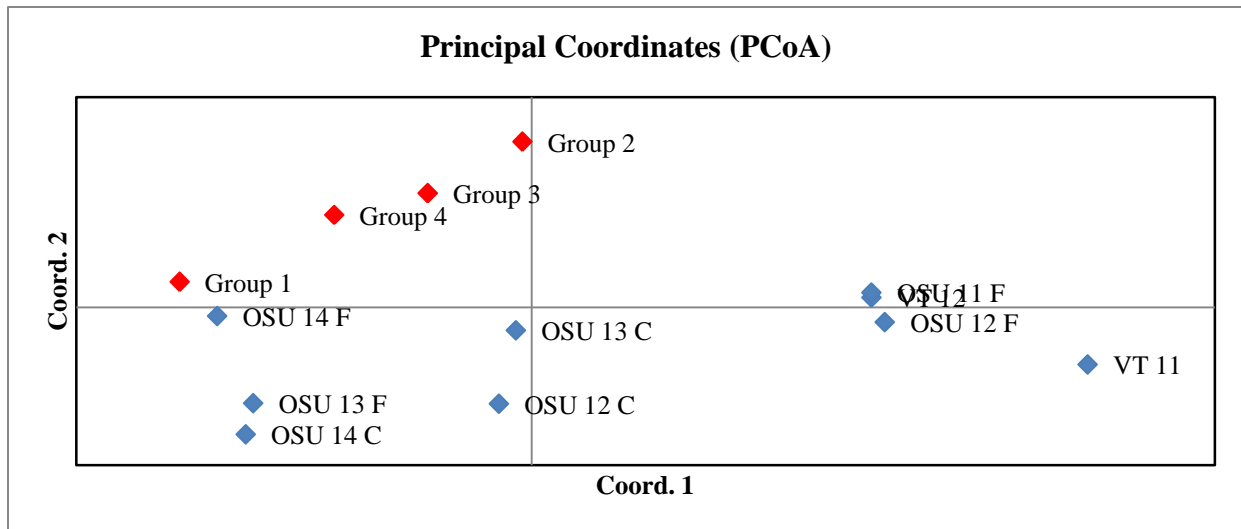 Principal Coordinates (PCoA)
Group 2
Group 3
Group 4
Group 1
OSU 11 F
VT 12
OSU 14 F
OSU 12 F
OSU 13 C
VT 11
OSU 13 F
OSU 12 C
OSU 14 C
Coord. 2
Coord. 1